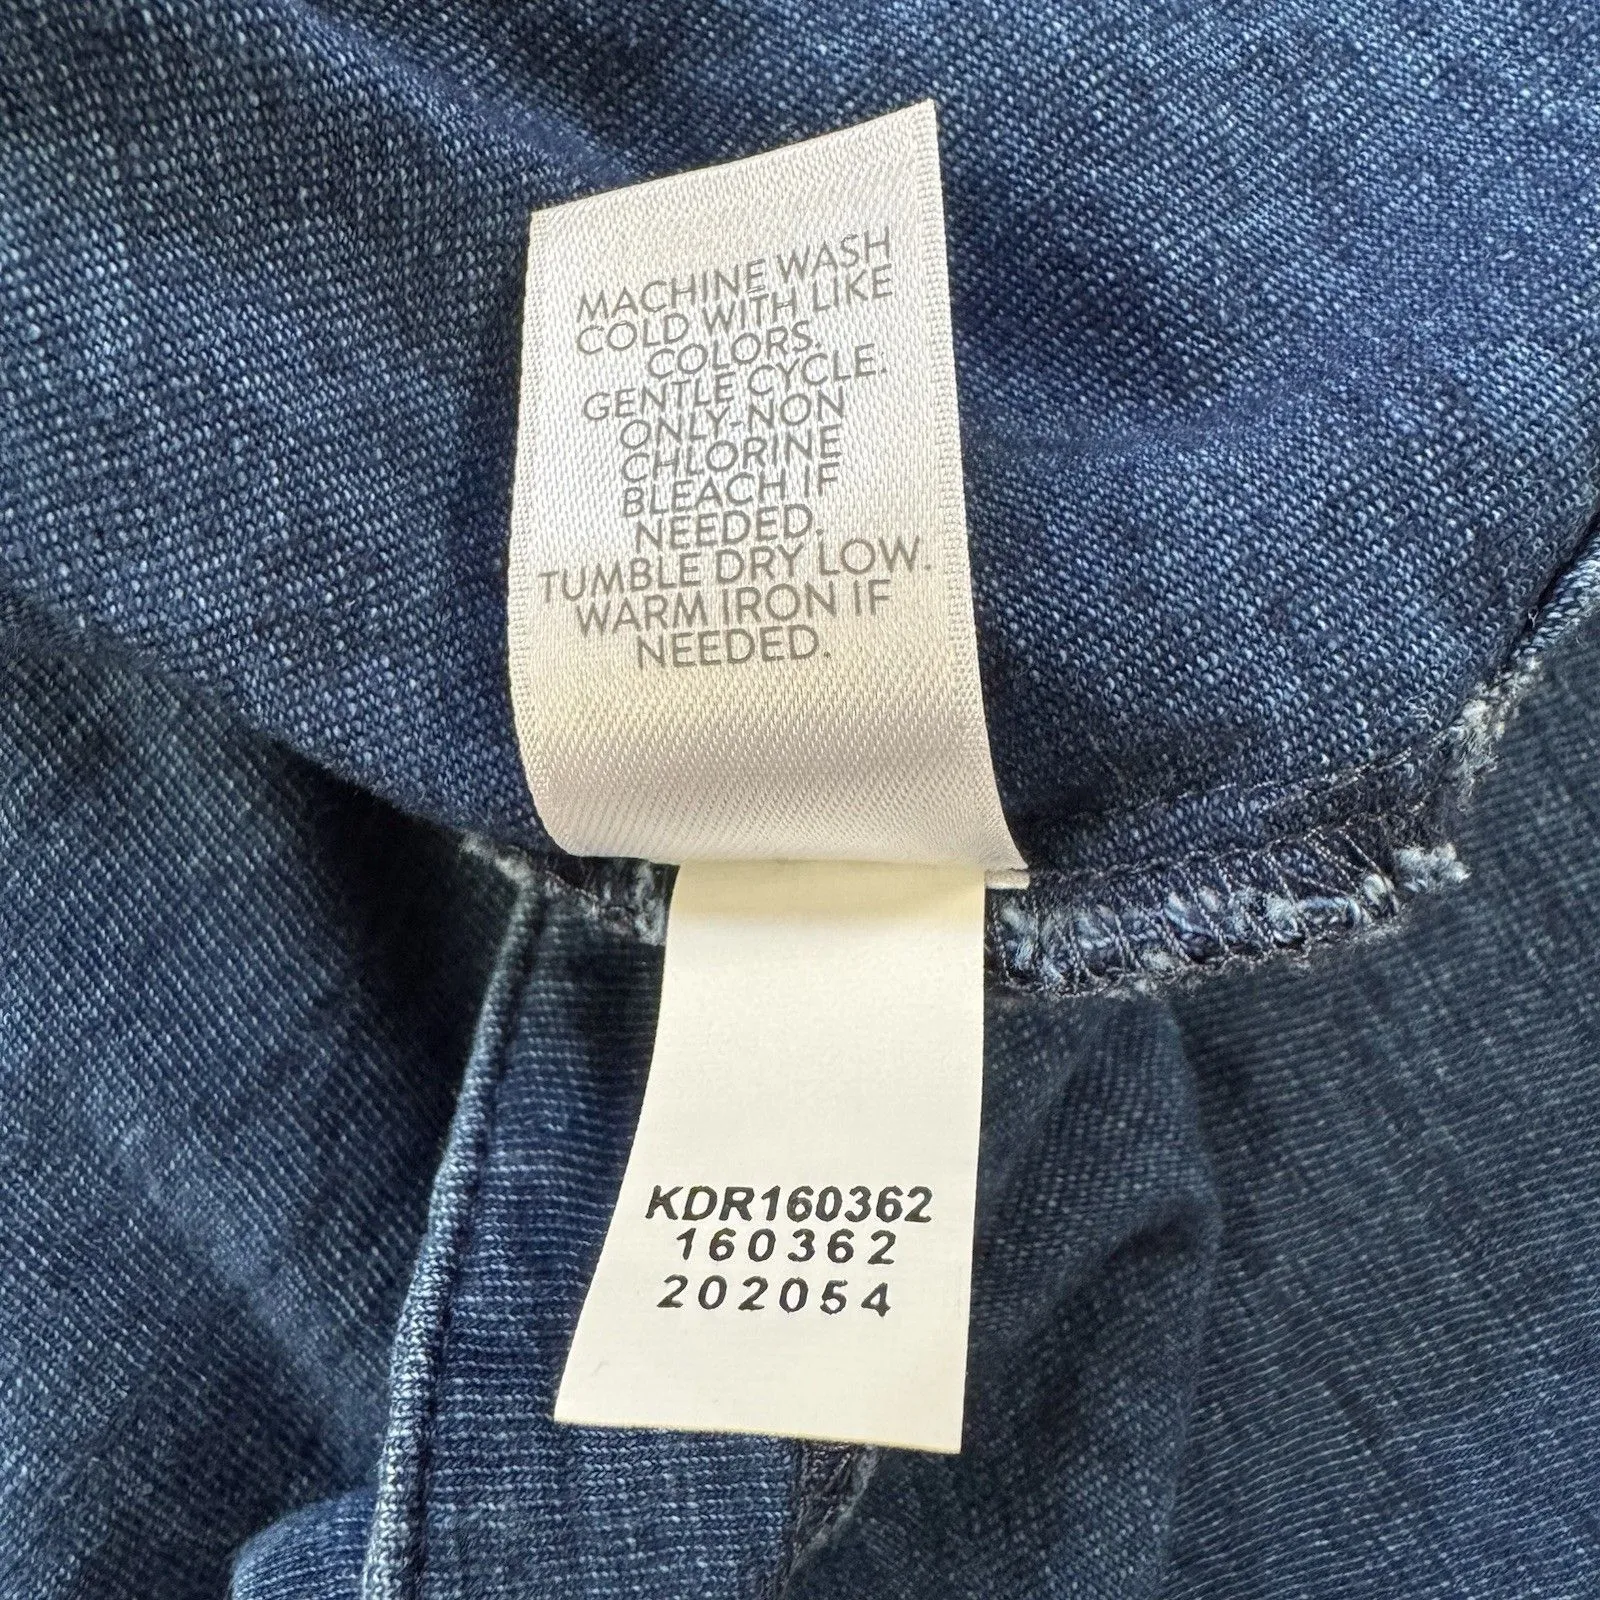 MACHINE WASH
COLD WITH LIKE
COLORS.
GENTLE CYCLE.
ONLY-NON
CHLORINE
BLEACH IF
NEEDED.
TUMBLE DRY LOW.
WARM IRON IF
NEEDED.
KDR160362
160362
202054